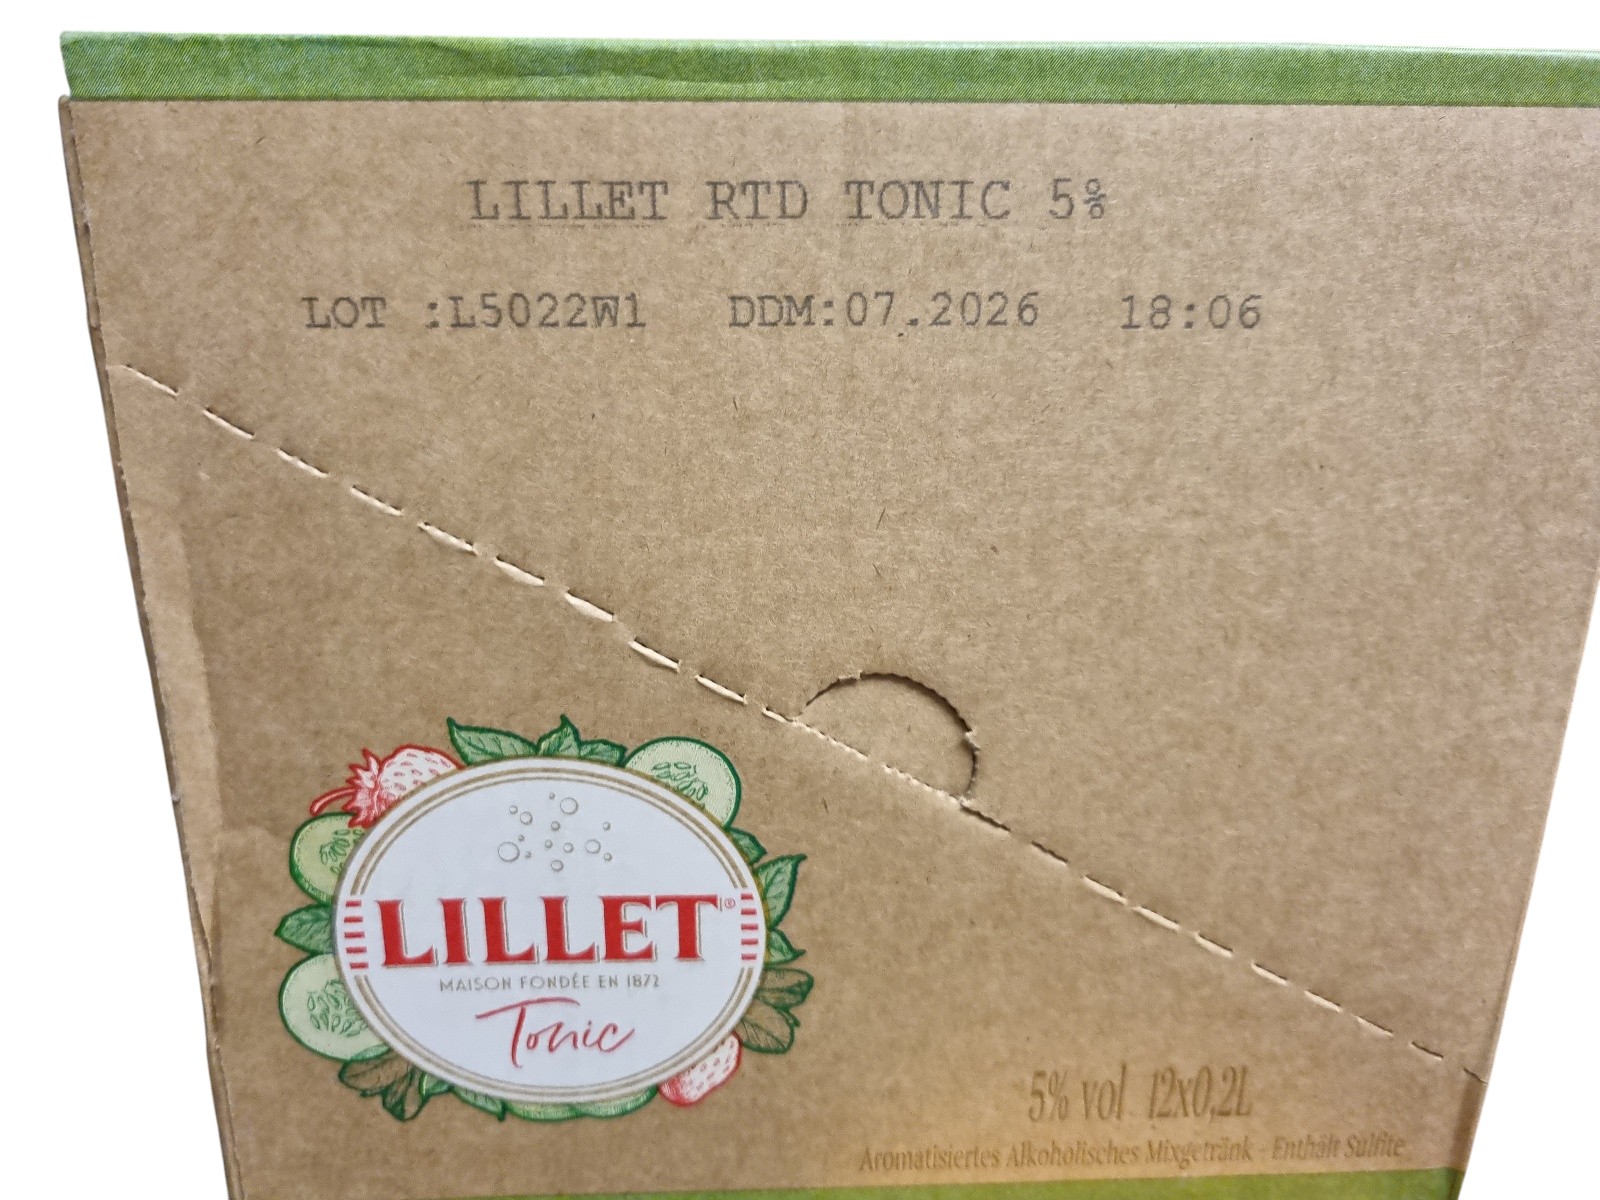 LILLET RTD TONIC 5%
LOT :L5022W1 DDM:07.2026 18:06
LILLET®
MAISON FONDÉE EN 1872
Tonic
5% vol 12x0,2L
Aromatisiertes Alkoholisches Mixgetränk - Enthält Sulfite